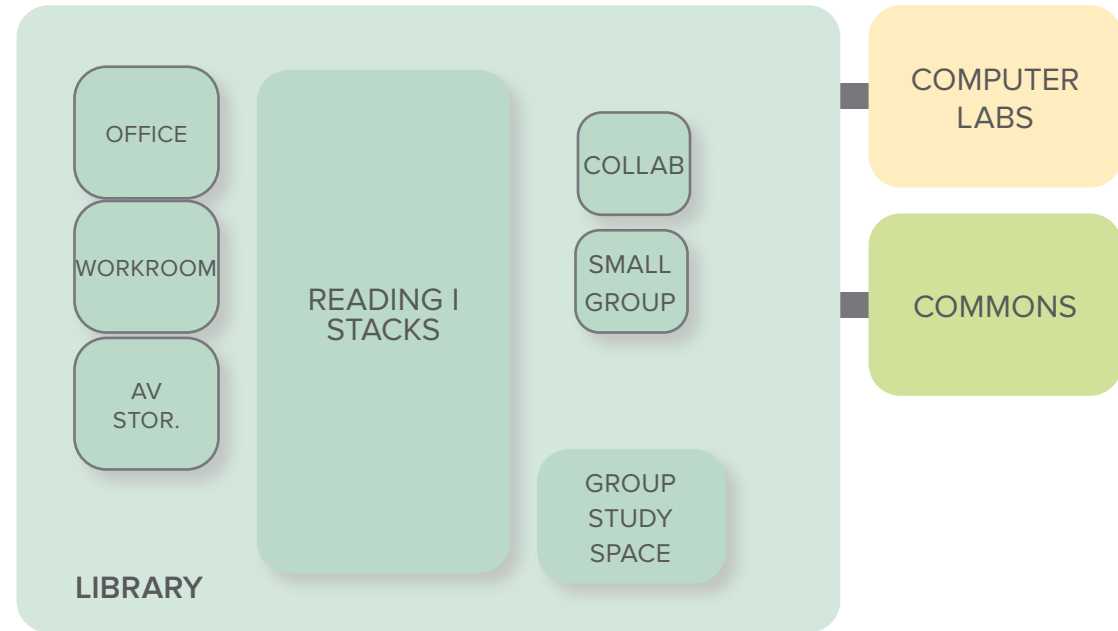 OFFICE
WORKROOM
AV
STOR.
LIBRARY
READING I
STACKS
COLLAB
SMALL
GROUP
GROUP
STUDY
SPACE
COMPUTER
LABS
COMMONS